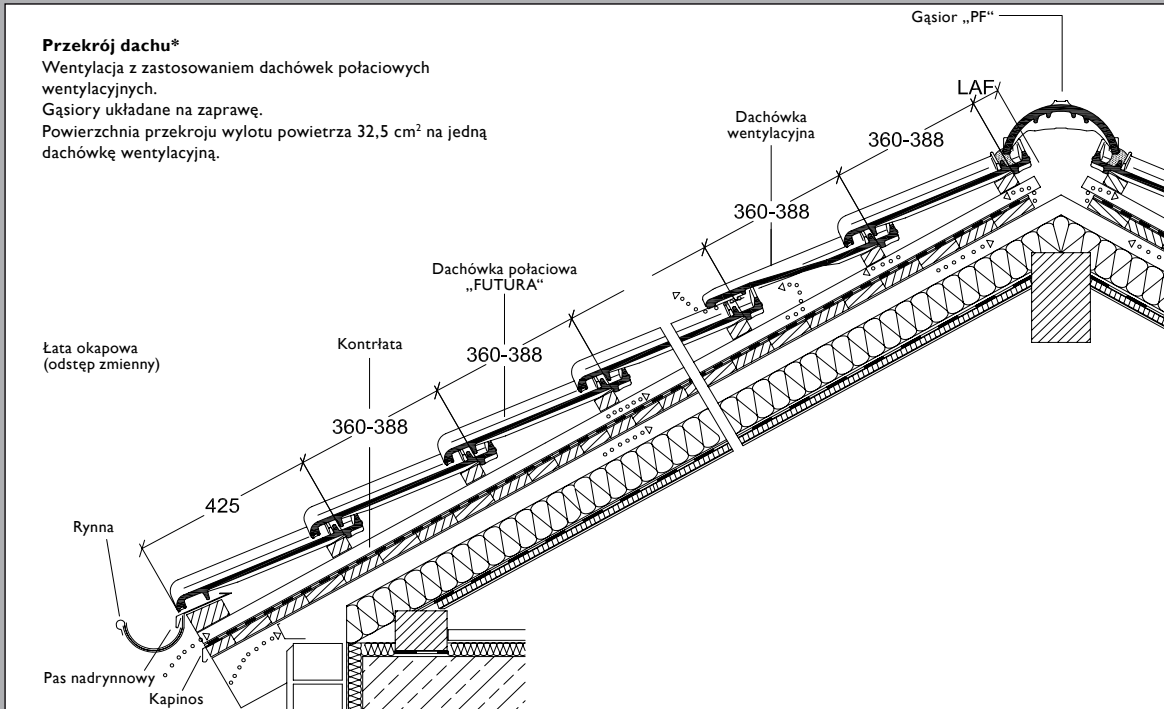 Przekrój dachu*
Wentylacja z zastosowaniem dachówek połaciowych
wentylacyjnych.
Gąsiory układane na zaprawę.
Powierzchnia przekroju wylotu powietrza 32,5 cm² na jedną
dachówkę wentylacyjną.
Gąsior „PF“
LAF
Dachówka
wentylacyjna
360-388
360-388
Dachówka połaciowa
„FUTURA“
360-388
Kontrłata
Łata okapowa
(odstęp zmienny)
360-388
425
Rynna
Pas nadrynnowy
Kapinos